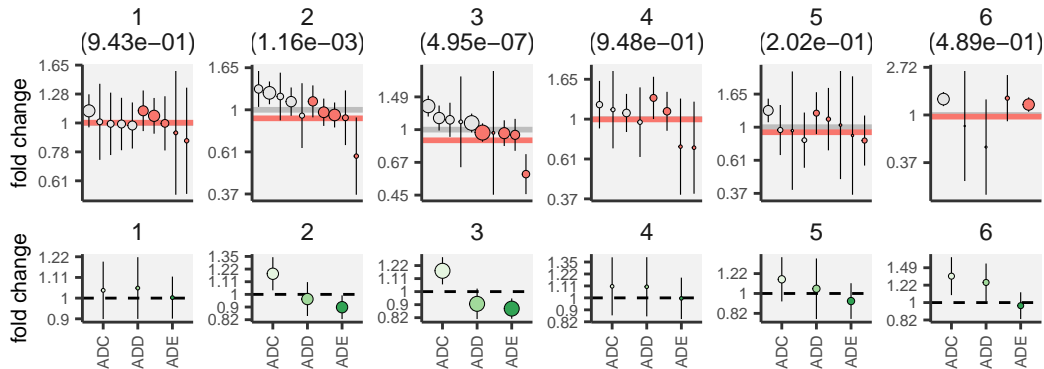 1
(9.43e−01)
2
(1.16e−03)
3
(4.95e−07)
4
(9.48e−01)
5
(2.02e−01)
6
(4.89e−01)
fold change
1.65
1.28
1
0.78
0.61
1.65
1
0.61
0.37
1.49
1
0.67
0.45
1.65
1
0.61
0.37
1.65
1
0.61
0.37
2.72
1
0.37
1
2
3
4
5
6
fold change
1.22
1.11
1
0.9
1.35
1.22
1.11
1
0.9
0.82
1.22
1.11
1
0.9
0.82
1.35
1.22
1.11
1
0.9
0.82
1.22
1
0.82
1.49
1.22
1
0.82
ADC
ADD
ADE
ADC
ADD
ADE
ADC
ADD
ADE
ADC
ADD
ADE
ADC
ADD
ADE
ADC
ADD
ADE